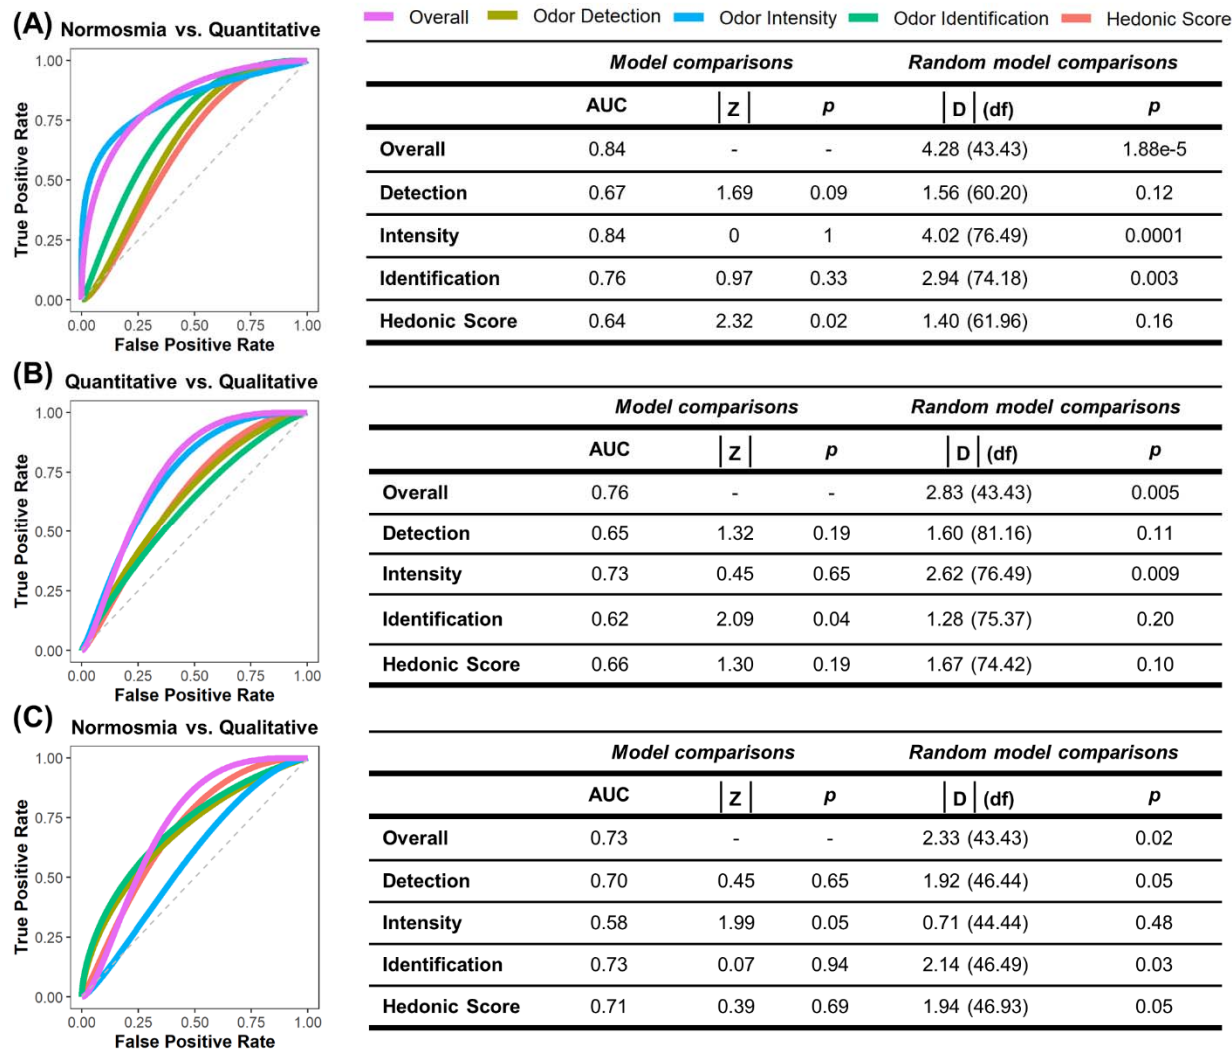 Overall Odor Detection Odor Intensity Odor Identification Hedonic Score
(A) Normosmia vs. Quantitative
1.00
0.75
0.50
0.25
0.00
True Positive Rate
0.00 0.25 0.50 0.75 1.00
False Positive Rate
Model comparisons Random model comparisons
AUC |Z| p |D| (df) p
Overall 0.84 - - 4.28 (43.43) 1.88e-5
Detection 0.67 1.69 0.09 1.56 (60.20) 0.12
Intensity 0.84 0 1 4.02 (76.49) 0.0001
Identification 0.76 0.97 0.33 2.94 (74.18) 0.003
Hedonic Score 0.64 2.32 0.02 1.40 (61.96) 0.16
(B) Quantitative vs. Qualitative
1.00
0.75
0.50
0.25
0.00
True Positive Rate
0.00 0.25 0.50 0.75 1.00
False Positive Rate
Model comparisons Random model comparisons
AUC |Z| p |D| (df) p
Overall 0.76 - - 2.83 (43.43) 0.005
Detection 0.65 1.32 0.19 1.60 (81.16) 0.11
Intensity 0.73 0.45 0.65 2.62 (76.49) 0.009
Identification 0.62 2.09 0.04 1.28 (75.37) 0.20
Hedonic Score 0.66 1.30 0.19 1.67 (74.42) 0.10
(C) Normosmia vs. Qualitative
1.00
0.75
0.50
0.25
0.00
True Positive Rate
0.00 0.25 0.50 0.75 1.00
False Positive Rate
Model comparisons Random model comparisons
AUC |Z| p |D| (df) p
Overall 0.73 - - 2.33 (43.43) 0.02
Detection 0.70 0.45 0.65 1.92 (46.44) 0.05
Intensity 0.58 1.99 0.05 0.71 (44.44) 0.48
Identification 0.73 0.07 0.94 2.14 (46.49) 0.03
Hedonic Score 0.71 0.39 0.69 1.94 (46.93) 0.05